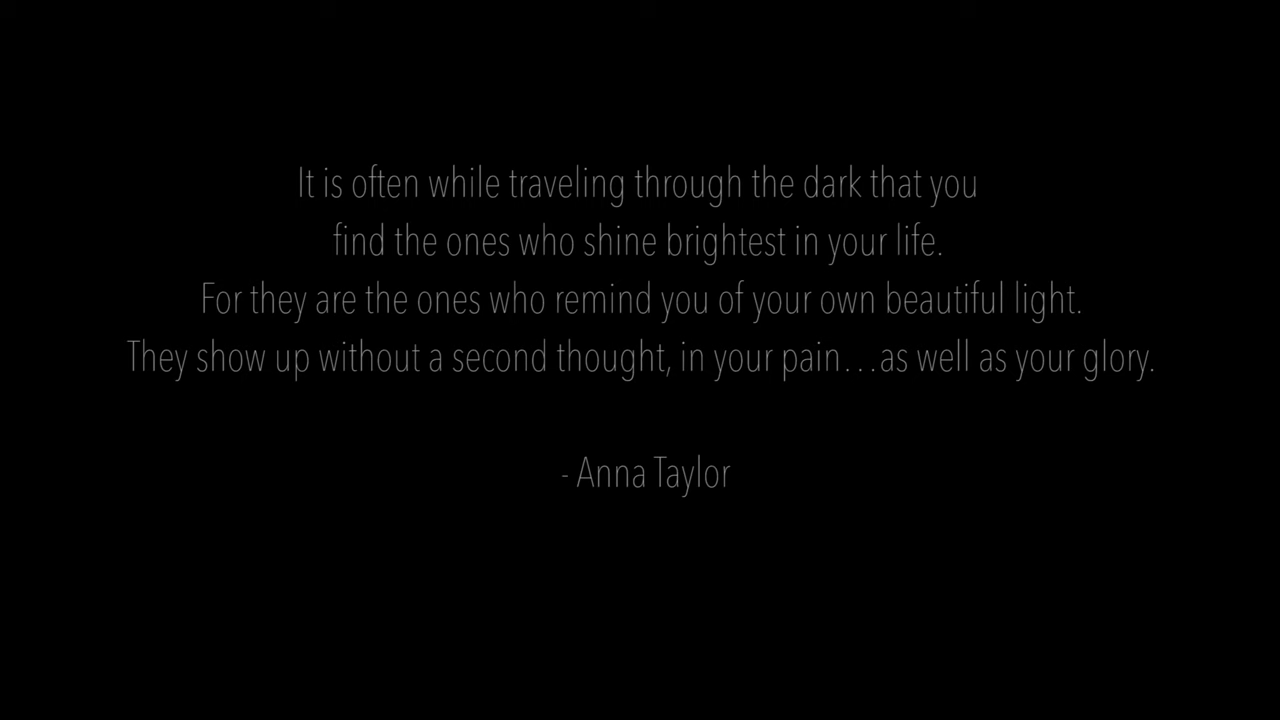 It is often while traveling through the dark that you
find the ones who shine brightest in your life.
For they are the ones who remind you of your own beautiful light.
They show up without a second thought, in your pain…as well as your glory.
- Anna Taylor